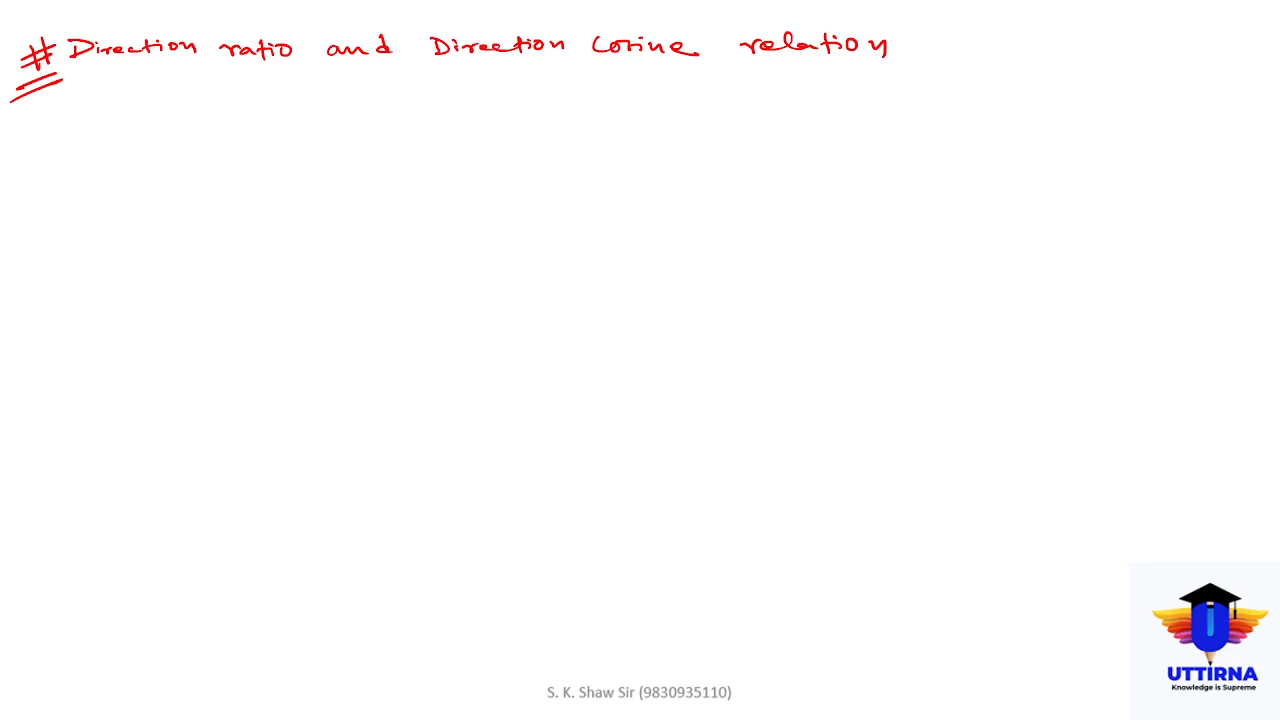 # Direction ratio and Direction Cosine relation
U
UTTIRNA
Knowledge is Supreme
S. K. Shaw Sir (9830935110)